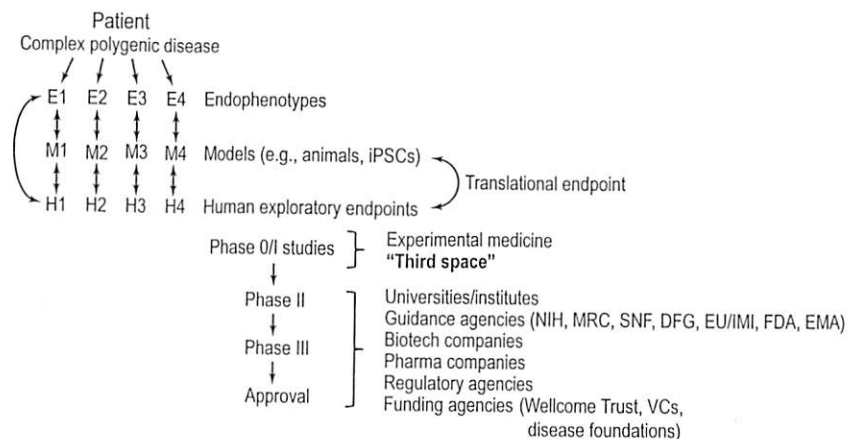 Patient
Complex polygenic disease
E1 E2 E3 E4 Endophenotypes
M1 M2 M3 M4 Models (e.g., animals, iPSCs)
Translational endpoint
H1 H2 H3 H4 Human exploratory endpoints
Phase 0/I studies
Experimental medicine
“Third space”
Phase II
Phase III
Approval
Universities/institutes
Guidance agencies (NIH, MRC, SNF, DFG, EU/IMI, FDA, EMA)
Biotech companies
Pharma companies
Regulatory agencies
Funding agencies (Wellcome Trust, VCs,
disease foundations)